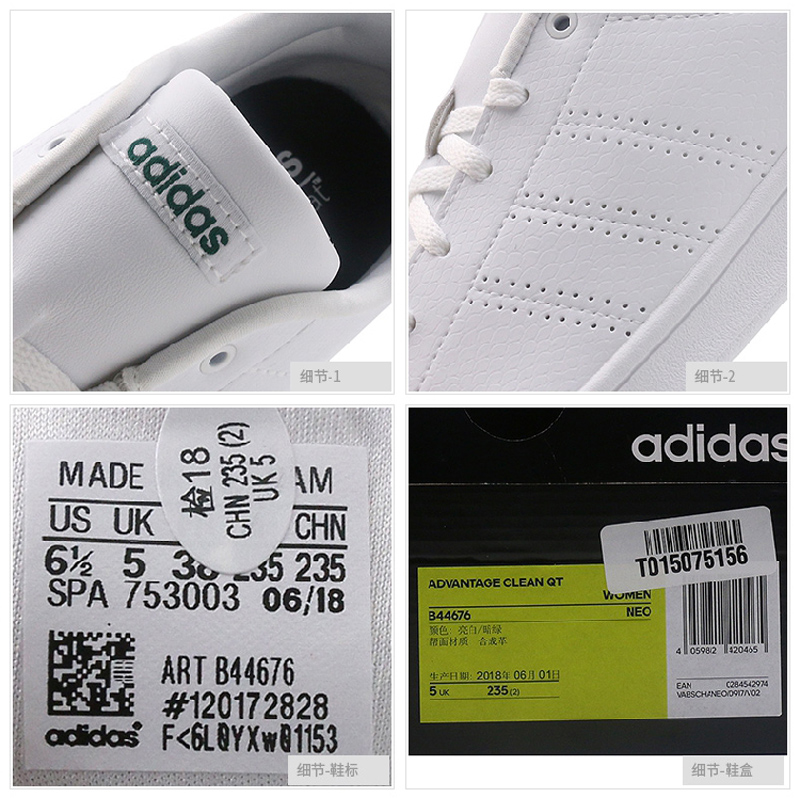 adidas
细节-1
细节-2
MADE
AM
检18
CHN 235 (2)
UK 5
US UK
CHN
6½ 5 38 235 235
SPA 753003 06/18
ART B44676
#120172828
F<6LQYXwQ1153
adidas
细节-鞋标
adidas
T015075156
ADVANTAGE CLEAN QT
WOMEN
B44676 NEO
颜色: 亮白/暗绿
帮面材质 合成革
生产日期: 2018年06月01日
5 UK 235(2)
4 059812 420465
EAN 0284542974
VABSCHANEO/0917/V02
细节-鞋盒